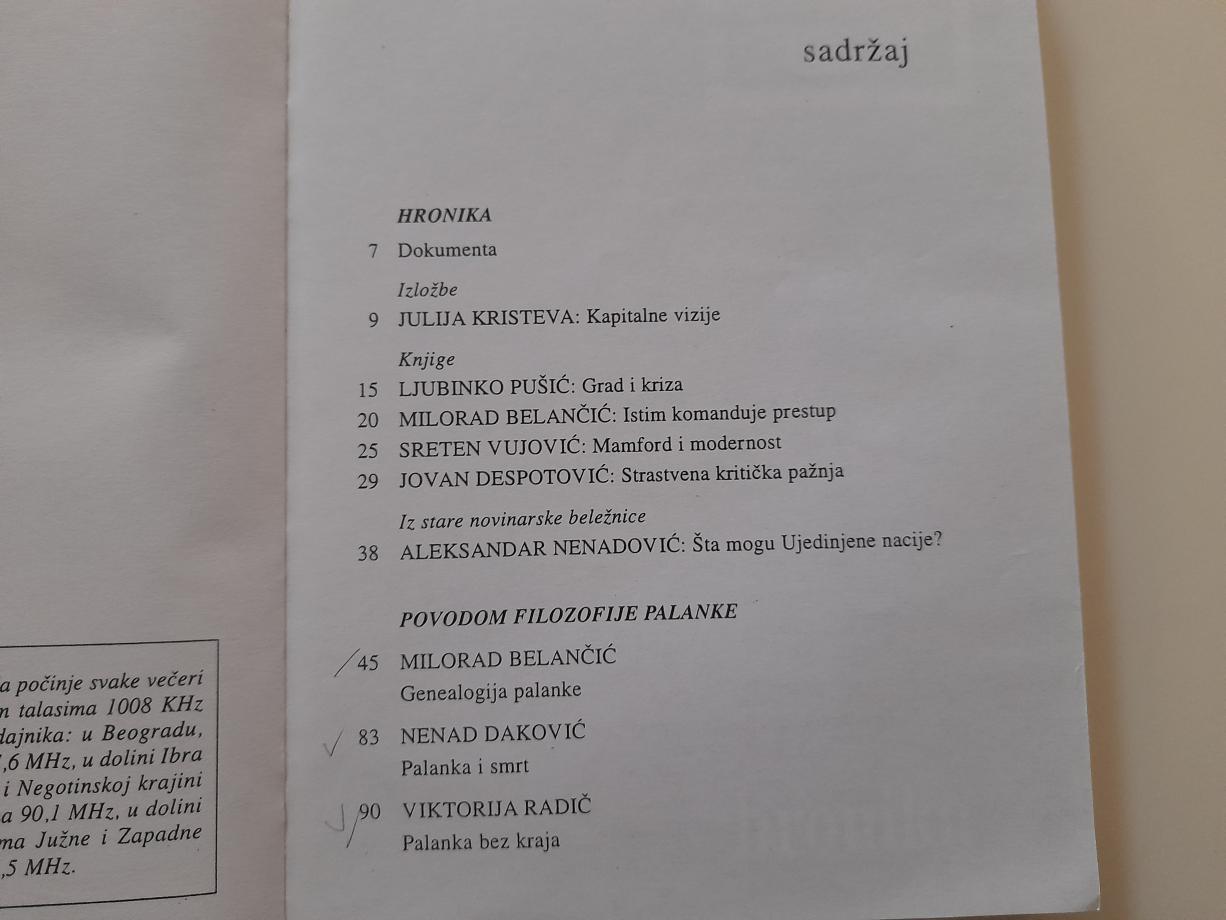 a počinje svake večeri
talasima 1008 KHz
dajnika: u Beogradu,
,6 MHz, u dolini Ibra
i Negotinskoj krajini
a 90,1 MHz, u dolini
ma Južne i Zapadne
,5 MHz.
sadržaj
HRONIKA
7 Dokumenta
Izložbe
9 JULIJA KRISTEVA: Kapitalne vizije
Knjige
15 LJUBINKO PUŠIĆ: Grad i kriza
20 MILORAD BELANČIĆ: Istim komanduje prestup
25 SRETEN VUJOVIĆ: Mamford i modernost
29 JOVAN DESPOTOVIĆ: Strastvena kritička pažnja
Iz stare novinarske beležnice
38 ALEKSANDAR NENADOVIĆ: Šta mogu Ujedinjene nacije?
POVODOM FILOZOFIJE PALANKE
45 MILORAD BELANČIĆ
Genealogija palanke
83 NENAD DAKOVIĆ
Palanka i smrt
90 VIKTORIJA RADIČ
Palanka bez kraja